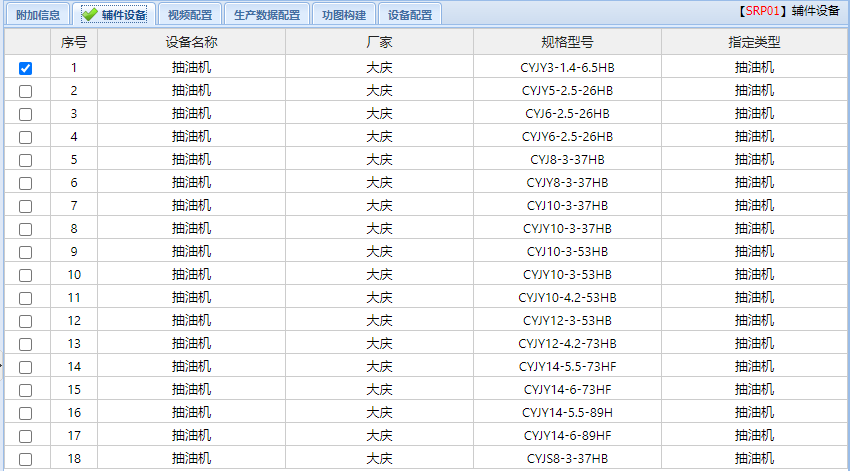 附加信息 辅件设备 视频配置 生产数据配置 功图构建 设备配置 【SRP01】辅件设备
序号 设备名称 厂家 规格型号 指定类型
1 抽油机 大庆 CYJY3-1.4-6.5HB 抽油机
2 抽油机 大庆 CYJY5-2.5-26HB 抽油机
3 抽油机 大庆 CYJ6-2.5-26HB 抽油机
4 抽油机 大庆 CYJY6-2.5-26HB 抽油机
5 抽油机 大庆 CYJ8-3-37HB 抽油机
6 抽油机 大庆 CYJY8-3-37HB 抽油机
7 抽油机 大庆 CYJ10-3-37HB 抽油机
8 抽油机 大庆 CYJY10-3-37HB 抽油机
9 抽油机 大庆 CYJ10-3-53HB 抽油机
10 抽油机 大庆 CYJY10-3-53HB 抽油机
11 抽油机 大庆 CYJY10-4.2-53HB 抽油机
12 抽油机 大庆 CYJY12-3-53HB 抽油机
13 抽油机 大庆 CYJY12-4.2-73HB 抽油机
14 抽油机 大庆 CYJY14-5.5-73HF 抽油机
15 抽油机 大庆 CYJY14-6-73HF 抽油机
16 抽油机 大庆 CYJY14-5.5-89H 抽油机
17 抽油机 大庆 CYJY14-6-89HF 抽油机
18 抽油机 大庆 CYJS8-3-37HB 抽油机